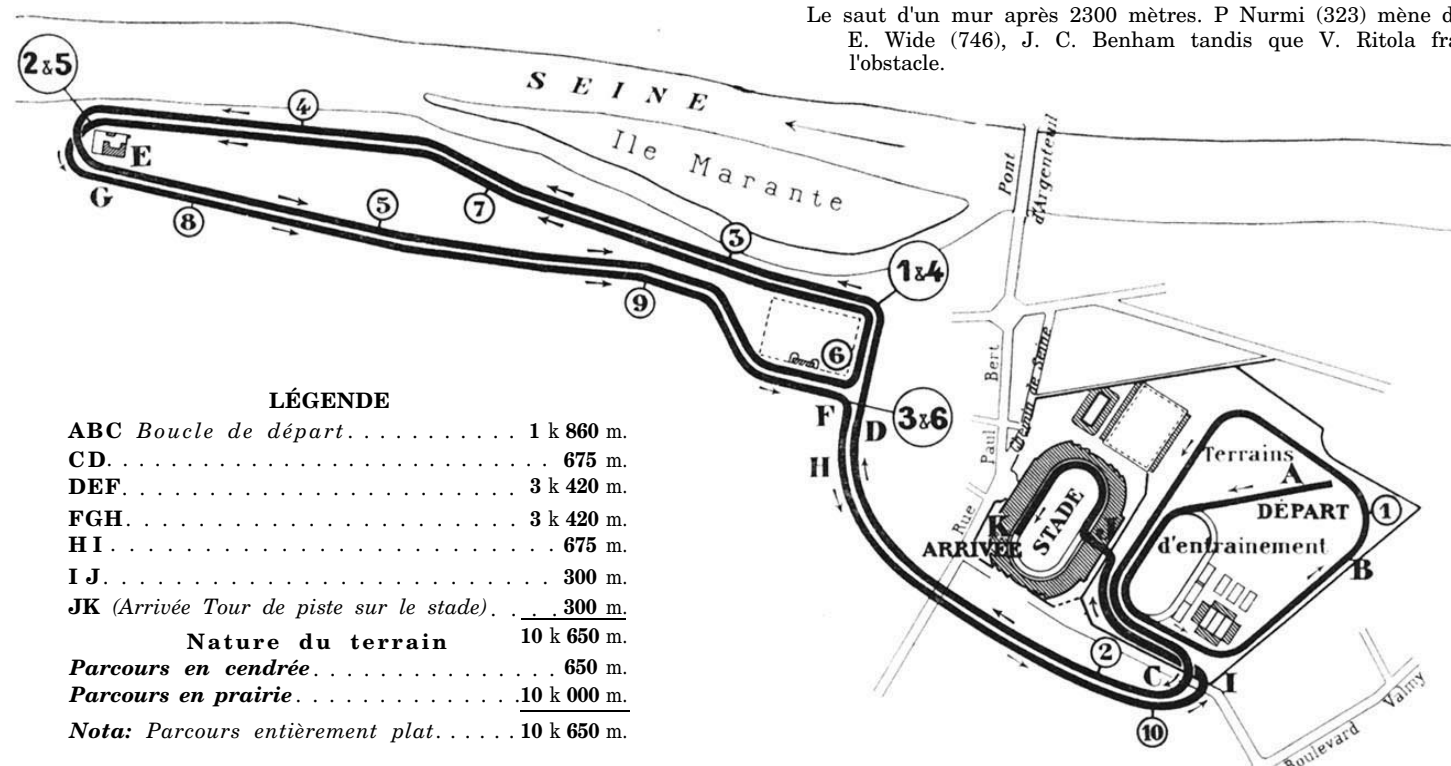 Le saut d'un mur après 2300 mètres. P Nurmi (323) mène d
E. Wide (746), J. C. Benham tandis que V. Ritola fra
l'obstacle.
2&5
SEINE
4
Ile Marante
Pont
d'Argenteuil
E
G
8
5
7
3
1&4
9
6
F
D
3&6
H
Rue Paul Bert
Chemin de Seine
Terrains
A
DÉPART
1
d'entrainement
B
STADE
K
J
ARRIVÉE
2
C
I
10
Boulevard Valmy
LÉGENDE
ABC Boucle de départ........... 1 k 860 m.
CD............................ 675 m.
DEF........................ 3 k 420 m.
FGH........................ 3 k 420 m.
HI............................ 675 m.
IJ............................ 300 m.
JK (Arrivée Tour de piste sur le stade).... 300 m.
Nature du terrain 10 k 650 m.
Parcours en cendrée............... 650 m.
Parcours en prairie..............10 k 000 m.
Nota: Parcours entièrement plat......10 k 650 m.